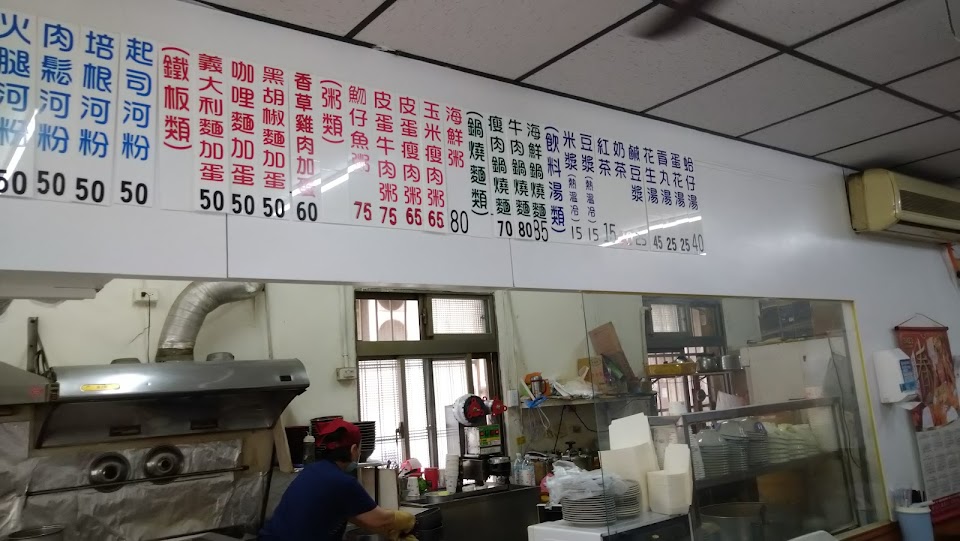 火腿河粉 50
肉鬆河粉 50
培根河粉 50
起司河粉 50
(鐵板類)
義大利麵加蛋 50
咖哩麵加蛋 50
黑胡椒麵加蛋 50
香草雞肉加 60
(粥類)
魩仔魚粥 75
皮蛋牛肉粥 75
皮蛋瘦肉粥 65
玉米瘦肉粥 65
海鮮粥 80
(鍋燒麵類)
瘦肉鍋燒麵 70
牛肉鍋燒麵 80
海鮮鍋燒麵 85
(飲料湯類)
米漿(熱溫冷) 15
豆漿(熱溫冷) 15
紅茶 15
奶茶
鹹豆漿
花生湯 45
貢丸湯 25
蛋花湯 25
蛤仔湯 40